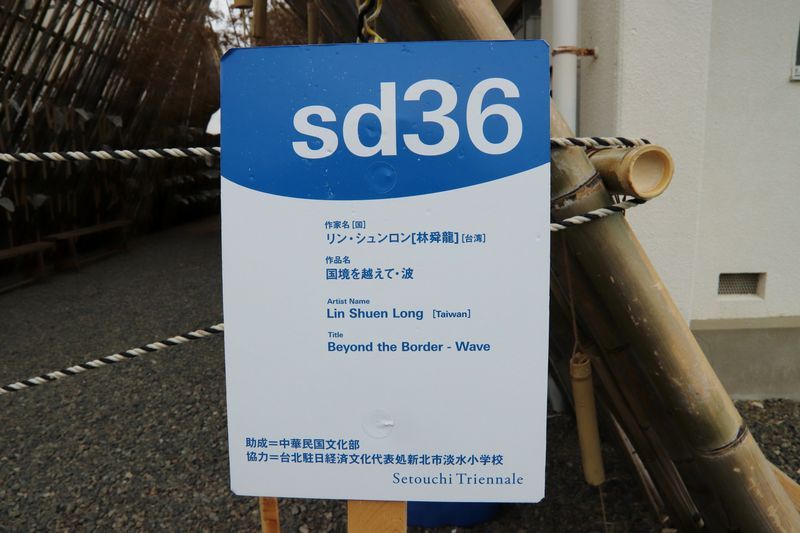 sd36
作家名[国]
リン・シュンロン[林舜龍][台湾]
作品名
国境を越えて・波
Artist Name
Lin Shuen Long [Taiwan]
Title
Beyond the Border - Wave
助成=中華民国文化部
協力=台北駐日経済文化代表処新北市淡水小学校
Setouchi Triennale